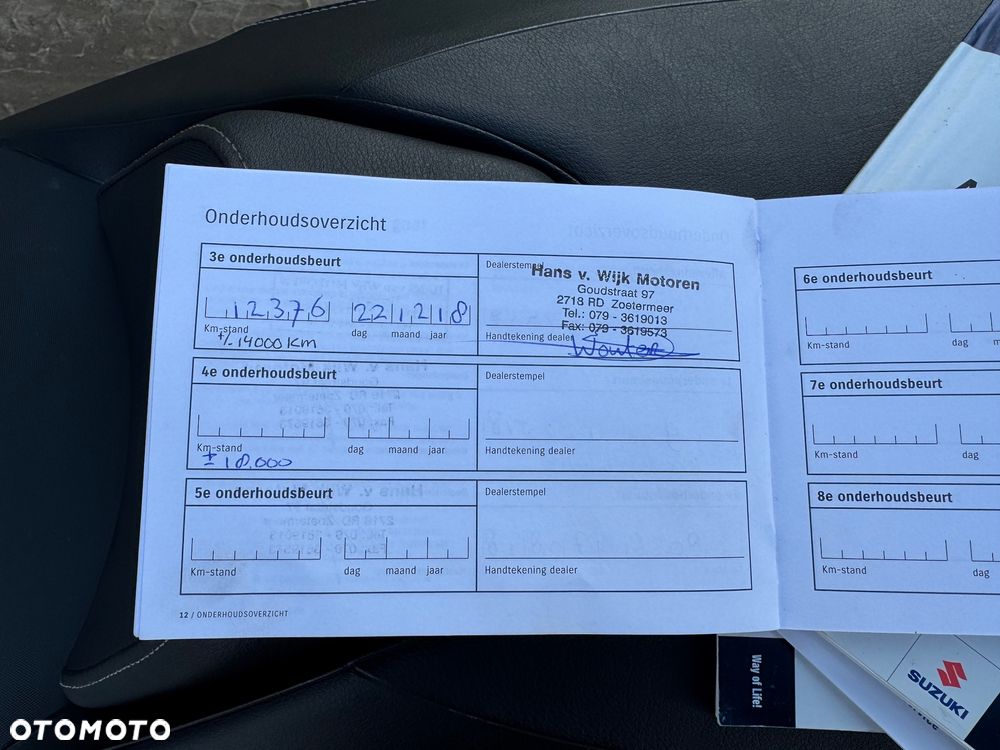 Onderhoudsoverzicht
3e onderhoudsbeurt
12376 22 12 18
Km-stand dag maand jaar
+/- 14000 KM
Dealerstempel
Hans v. Wijk Motoren
Goudstraat 97
2718 RD Zoetermeer
Tel.: 079 - 3619013
Fax: 079 - 3619573
Handtekening dealer
4e onderhoudsbeurt
Km-stand dag maand jaar
± 18.000
Dealerstempel
Handtekening dealer
5e onderhoudsbeurt
Km-stand dag maand jaar
Dealerstempel
Handtekening dealer
12 / ONDERHOUDSOVERZICHT
6e onderhoudsbeurt
Km-stand dag
7e onderhoudsbeurt
Km-stand dag
8e onderhoudsbeurt
Km-stand dag
Way of Life!
SUZUKI
OTOMOTO